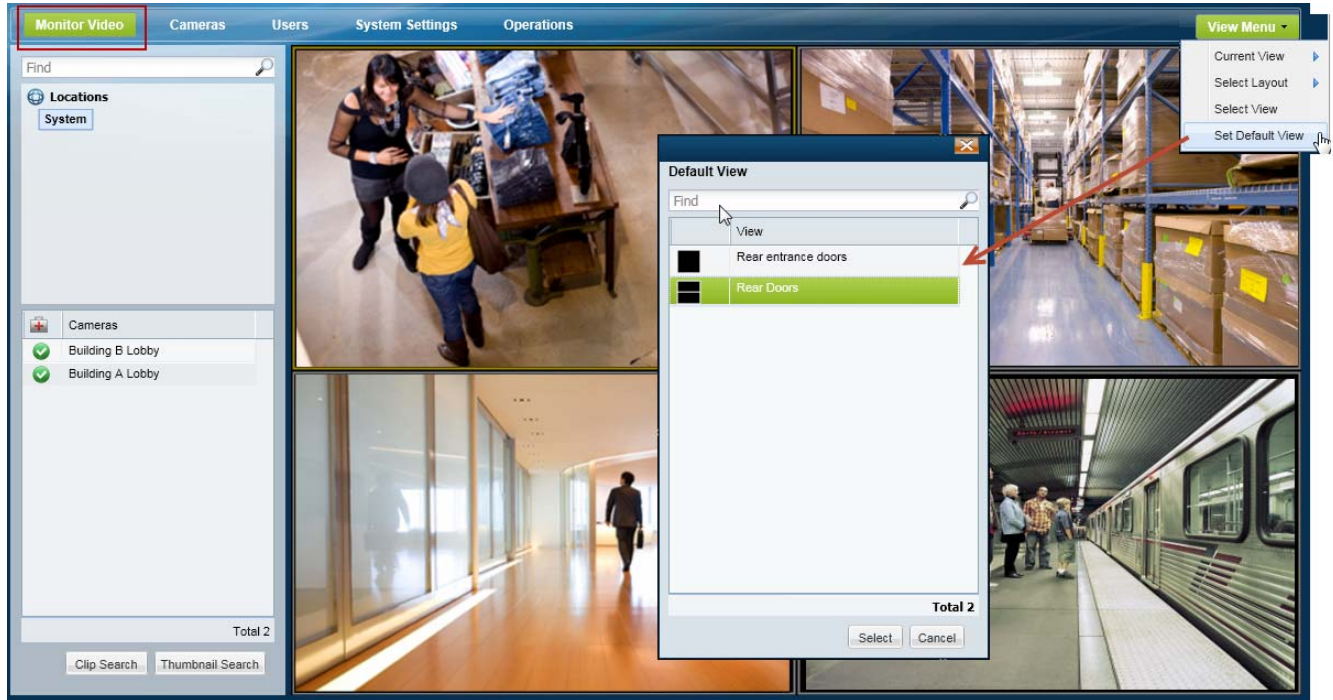 Monitor Video Cameras Users System Settings Operations View Menu
Current View
Select Layout
Select View
Set Default View
Find
Locations
System
Cameras
Building B Lobby
Building A Lobby
Total 2
Clip Search Thumbnail Search
Default View
Find
View
Rear entrance doors
Rear Doors
Total 2
Select Cancel